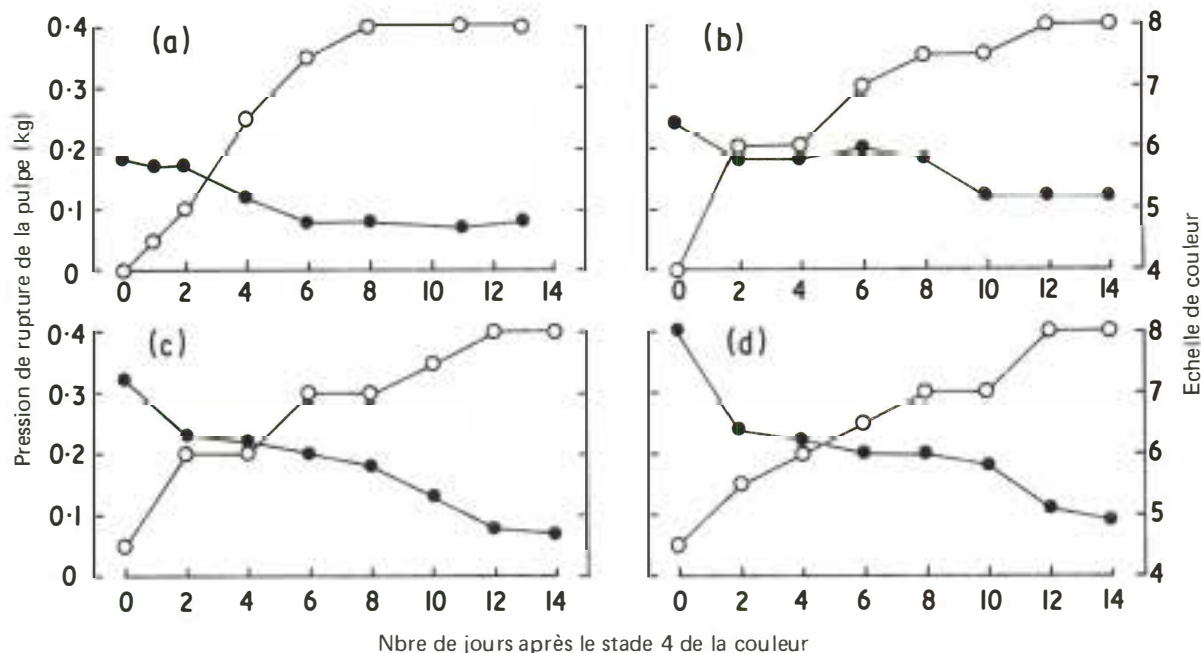 Pression de rupture de la pulpe (kg)
(a)
0·4
0·3
0·2
0·1
0
0 2 4 6 8 10 12 14
(b)
8
7
6
5
4
0 2 4 6 8 10 12 14
Echelle de couleur
(c)
0·4
0·3
0·2
0·1
0
0 2 4 6 8 10 12 14
(d)
8
7
6
5
4
0 2 4 6 8 10 12 14
Nbre de jours après le stade 4 de la couleur